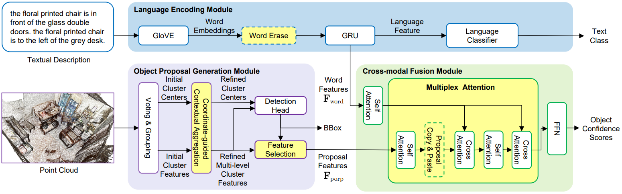 the floral printed chair is in
front of the glass double
doors. the floral printed chair
is to the left of the grey desk.
Textual Description
Language Encoding Module
GloVE
Word
Embeddings
Word Erase
GRU
Language
Feature
Language
Classifier
Text
Class
Object Proposal Generation Module
Voting & Grouping
Initial
Cluster
Centers
Initial
Cluster
Features
Coordinate-guided
Contextual Aggregation
Refined
Cluster
Centers
Refined
Multi-level
Cluster
Features
Detection
Head
Feature
Selection
Point Cloud
BBox
Proposal
Features
F_purp
Word
Features
F_word
Cross-modal Fusion Module
Self
Attention
Multiplex Attention
Self
Attention
Proposal
Copy & Paste
Cross
Attention
Self
Attention
Cross
Attention
FFN
Object
Confidence
Scores